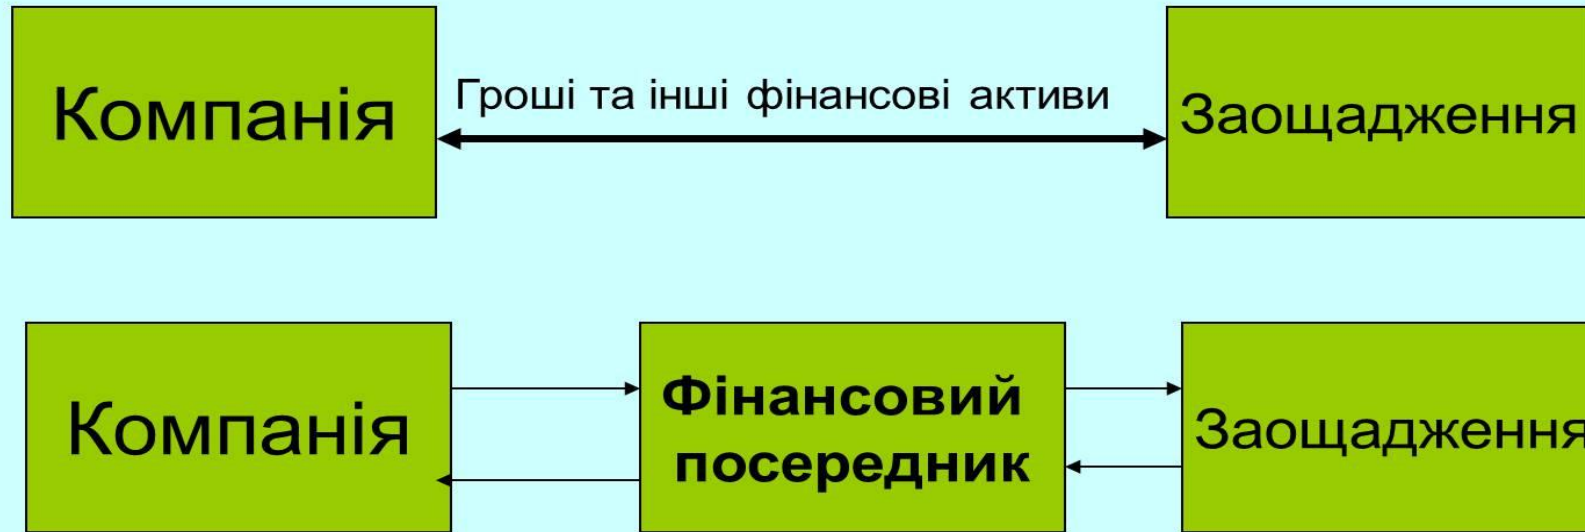 Компанія
Гроші та інші фінансові активи
Заощадження
Компанія
Фінансовий
посередник
Заощадження